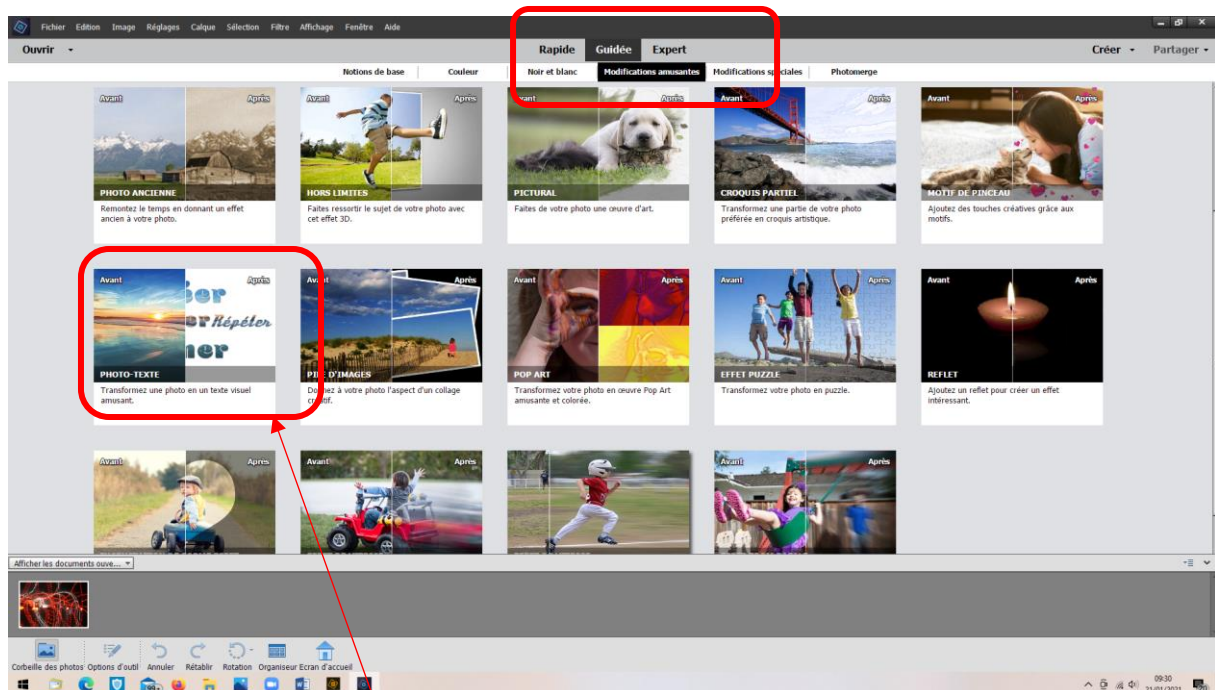 Fichier Edition Image Réglages Calque Sélection Filtre Affichage Fenêtre Aide
Ouvrir Rapide Guidée Expert Créer Partager
Notions de base Couleur Noir et blanc Modifications amusantes Modifications spéciales Photomerge
Avant Après Avant Après Avant Après Avant Après Avant Après
PHOTO ANCIENNE HORS LIMITES PICTURAL CROQUIS PARTIEL MOTIF DE PINCEAU
Remontez le temps en donnant un effet
ancien à votre photo.
Faites ressortir le sujet de votre photo avec
cet effet 3D.
Faites de votre photo une œuvre d'art.
Transformez une partie de votre photo
préférée en croquis artistique.
Ajoutez des touches créatives grâce aux
motifs.
Avant Après Avant Après Avant Après Avant Après Avant Après
Répéter
PHOTO-TEXTE PILE D'IMAGES POP ART EFFET PUZZLE REFLET
Transformez une photo en un texte visuel
amusant.
Donnez à votre photo l'aspect d'un collage
créatif.
Transformez votre photo en œuvre Pop Art
amusante et colorée.
Transformez votre photo en puzzle.
Ajoutez un reflet pour créer un effet
intéressant.
Avant Après Avant Après Avant Après
Afficher les documents ouve...
Corbeille des photos Options d'outil Annuler Rétablir Rotation Organiseur Ecran d'accueil
99+
09:30
21/01/2021